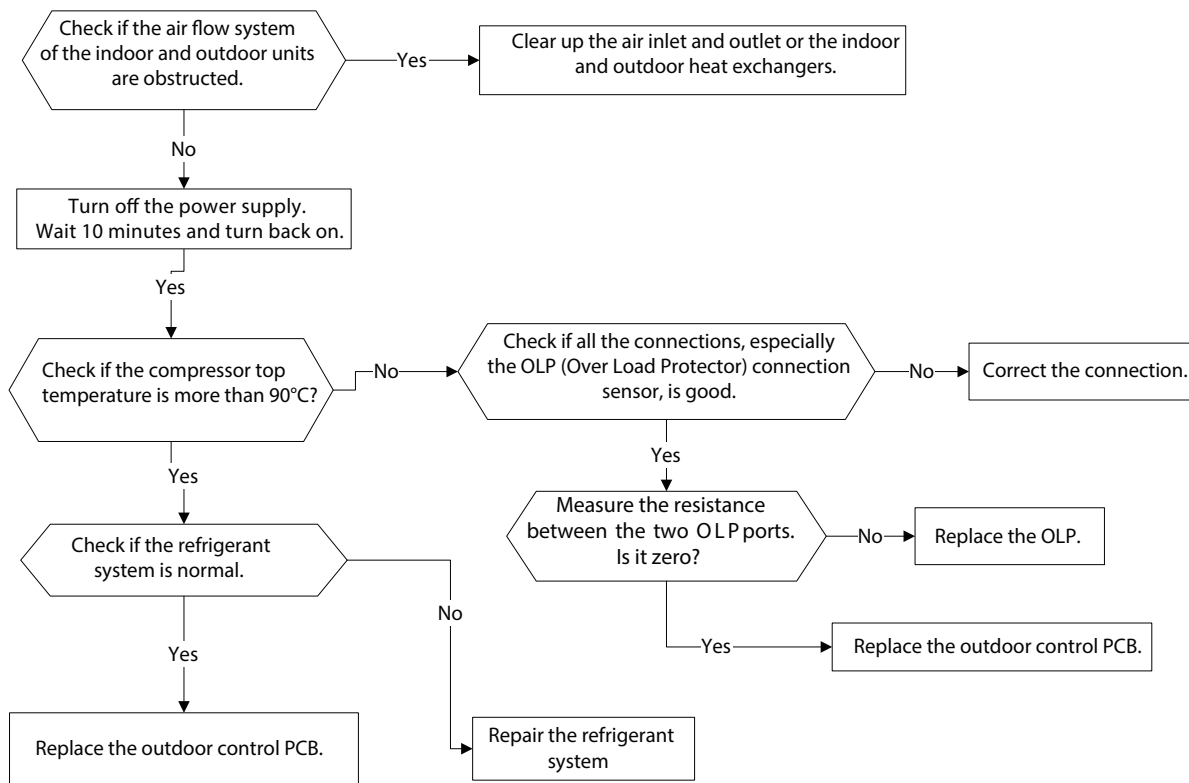 Check if the air flow system
of the indoor and outdoor units
are obstructed.
Yes
Clear up the air inlet and outlet or the indoor
and outdoor heat exchangers.
No
Turn off the power supply.
Wait 10 minutes and turn back on.
Yes
Check if the compressor top
temperature is more than 90°C?
No
Check if all the connections, especially
the OLP (Over Load Protector) connection
sensor, is good.
No
Correct the connection.
Yes
Yes
Measure the resistance
between the two OLP ports.
Is it zero?
No
Replace the OLP.
Check if the refrigerant
system is normal.
No
Yes
Yes
Replace the outdoor control PCB.
Replace the outdoor control PCB.
Repair the refrigerant
system